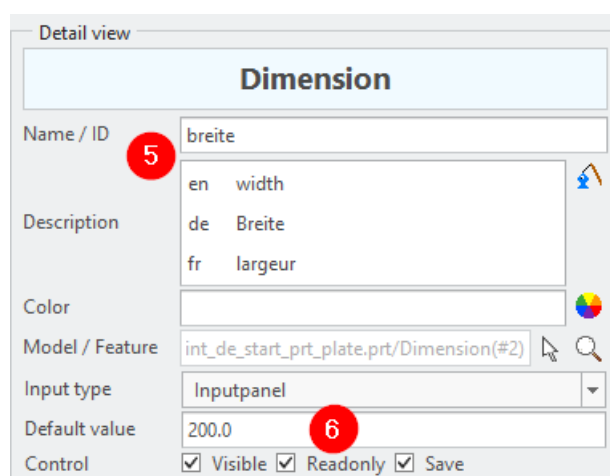 Detail view
Dimension
Name / ID breite
5
en width
Description de Breite
fr largeur
Color
Model / Feature int_de_start_prt_plate.prt/Dimension(#2)
Input type Inputpanel
Default value 200.0 6
Control Visible Readonly Save